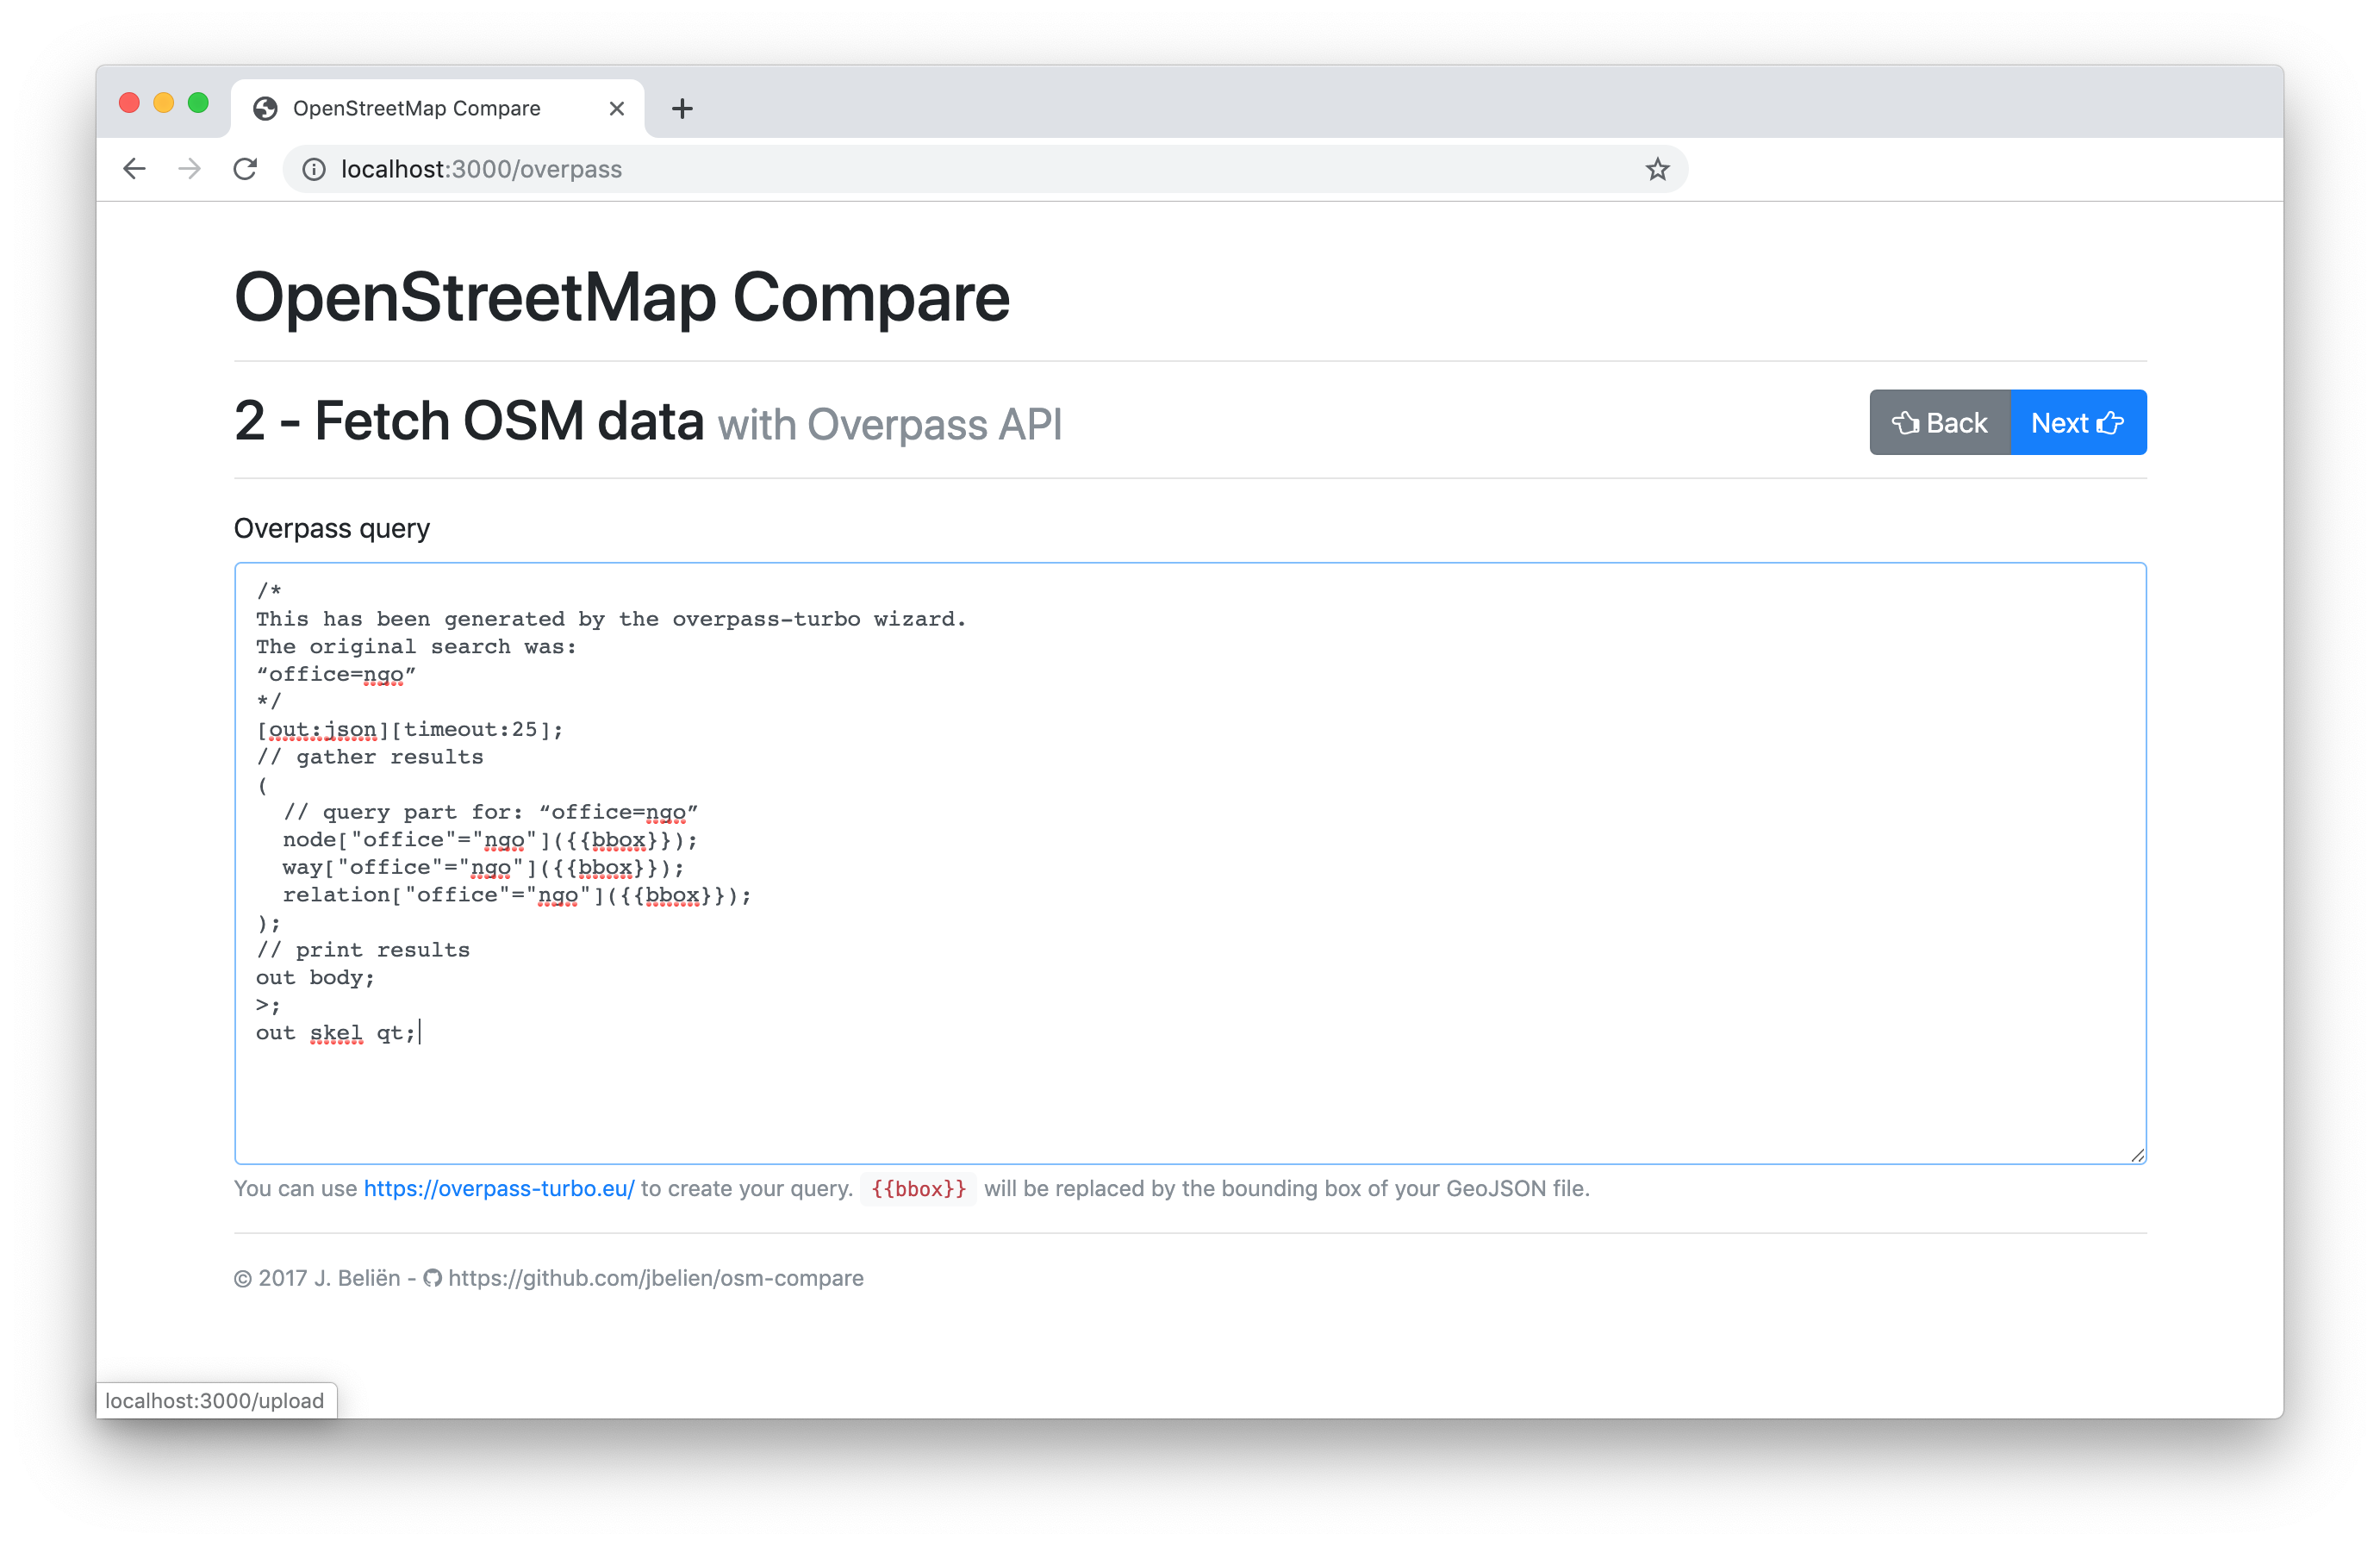 OpenStreetMap Compare
localhost:3000/overpass
OpenStreetMap Compare
2 - Fetch OSM data with Overpass API
Back Next
Overpass query
/*
This has been generated by the overpass-turbo wizard.
The original search was:
“office=ngo”
*/
[out:json][timeout:25];
// gather results
(
  // query part for: “office=ngo”
  node["office"="ngo"]({{bbox}});
  way["office"="ngo"]({{bbox}});
  relation["office"="ngo"]({{bbox}});
);
// print results
out body;
>;
out skel qt;
You can use https://overpass-turbo.eu/ to create your query. {{bbox}} will be replaced by the bounding box of your GeoJSON file.
© 2017 J. Beliën - https://github.com/jbelien/osm-compare
localhost:3000/upload